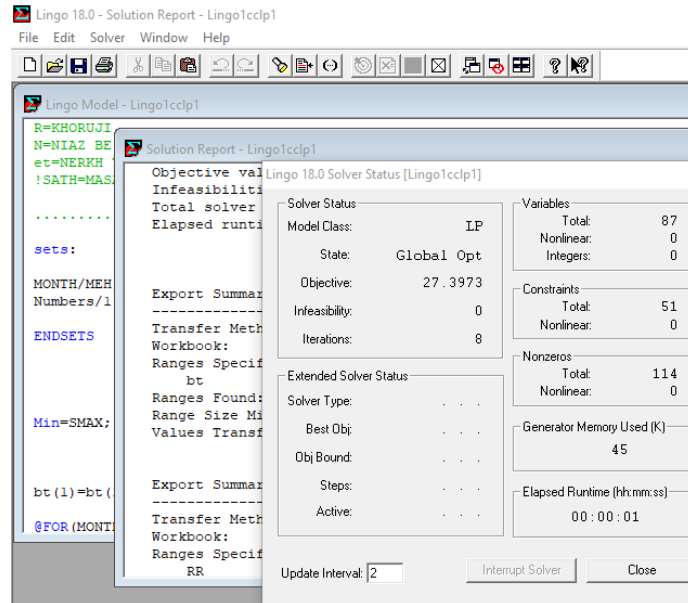 Lingo 18.0 - Solution Report - Lingo1cclp1
File Edit Solver Window Help
Lingo Model - Lingo1cclp1
R=KHORUJI
N=NIAZ BE
et=NERKH
!SATH=MASA
..........
sets:
MONTH/MEH
Numbers/1
ENDSETS
Min=SMAX;
bt(1)=bt(
@FOR(MONTH
Solution Report - Lingo1cclp1
Objective val
Infeasibiliti
Total solver
Elapsed runti
Export Summar
--------------
Transfer Meth
Workbook:
Ranges Specif
bt
Ranges Found:
Range Size Mi
Values Transf
Export Summar
--------------
Transfer Meth
Workbook:
Ranges Specif
RR
Lingo 18.0 Solver Status [Lingo1cclp1]
Solver Status
Model Class: LP
State: Global Opt
Objective: 27.3973
Infeasibility: 0
Iterations: 8
Extended Solver Status
Solver Type: . . .
Best Obj: . . .
Obj Bound: . . .
Steps: . . .
Active: . . .
Update Interval: 2
Variables
Total: 87
Nonlinear: 0
Integers: 0
Constraints
Total: 51
Nonlinear: 0
Nonzeros
Total: 114
Nonlinear: 0
Generator Memory Used (K)
45
Elapsed Runtime (hh:mm:ss)
00:00:01
Interrupt Solver
Close